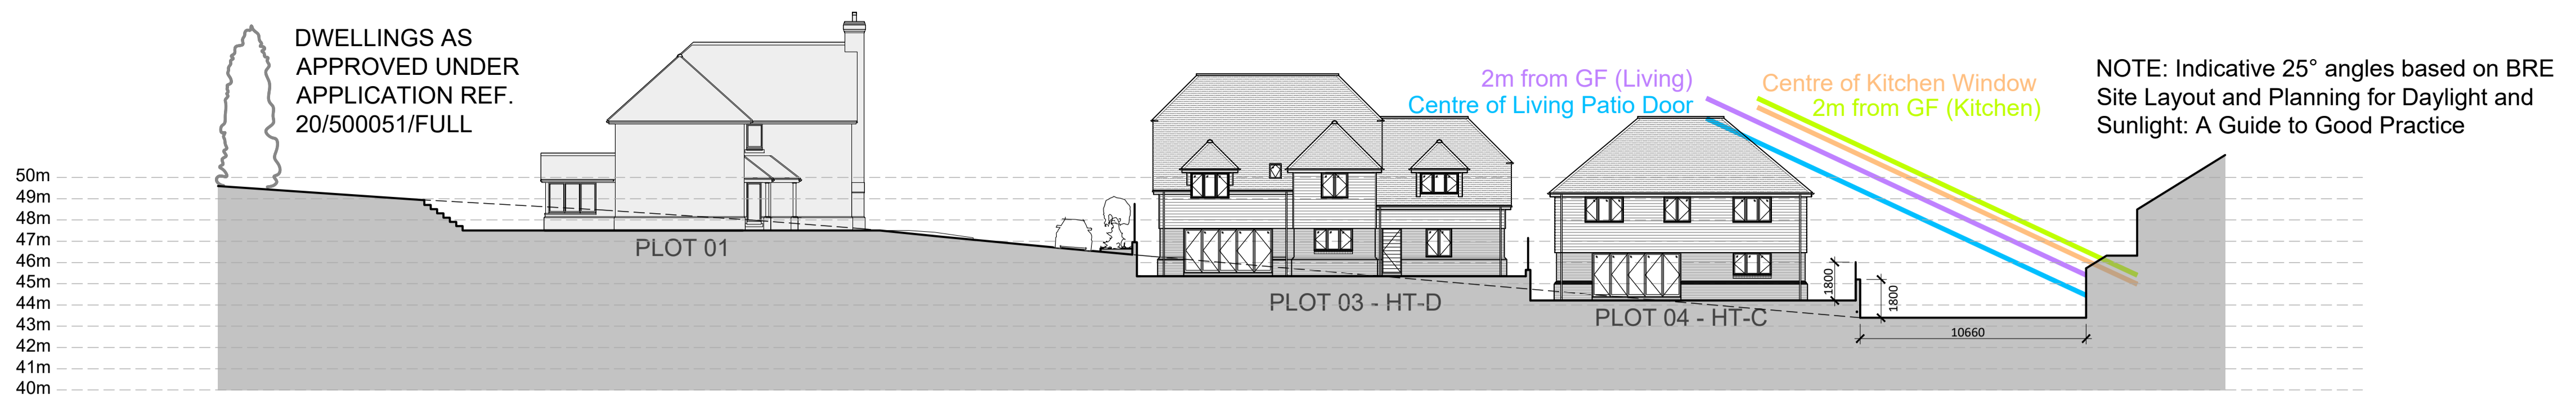 DWELLINGS AS
APPROVED UNDER
APPLICATION REF.
20/500051/FULL
2m from GF (Living)
Centre of Living Patio Door
Centre of Kitchen Window
2m from GF (Kitchen)
NOTE: Indicative 25° angles based on BRE
Site Layout and Planning for Daylight and
Sunlight: A Guide to Good Practice
50m
49m
48m
47m
46m
45m
44m
43m
42m
41m
40m
PLOT 01
PLOT 03 - HT-D
PLOT 04 - HT-C
1800
1800
10660